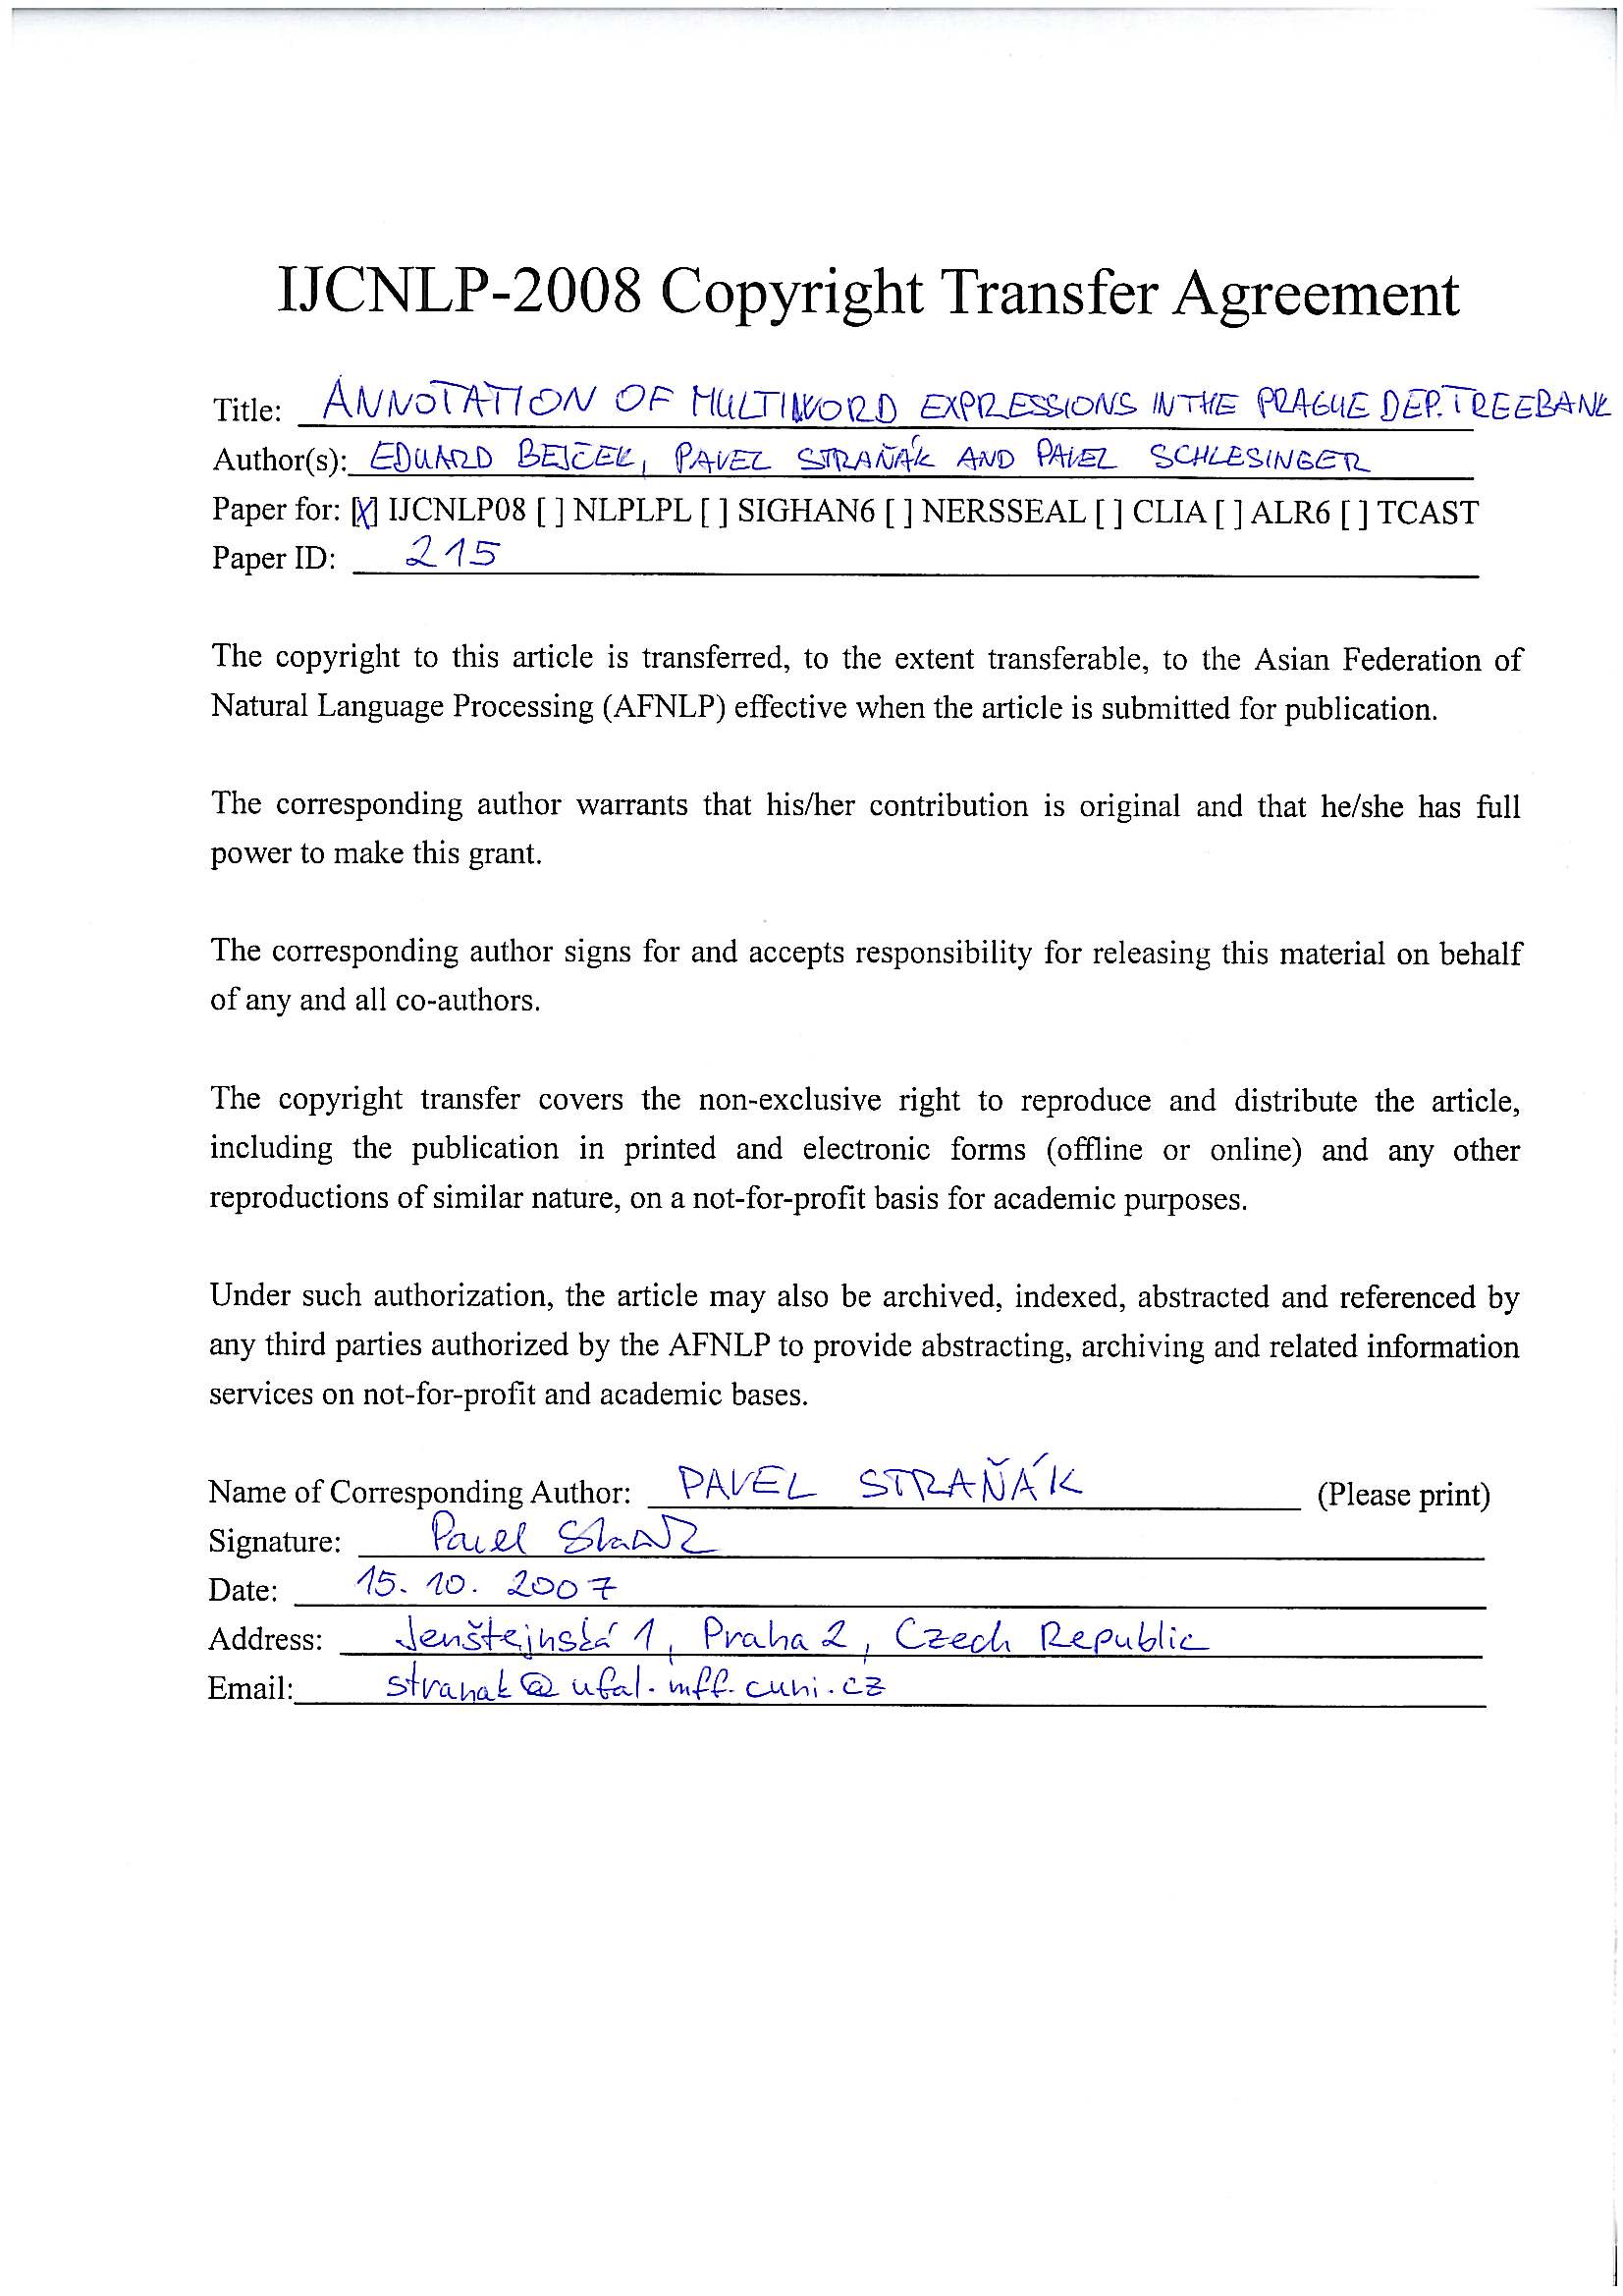 IJCNLP-2008 Copyright Transfer Agreement
Title: ANNOTATION OF MULTIWORD EXPRESSIONS IN THE PRAGUE DEP. TREEBANK
Author(s): EDUARD BEJČEK, PAVEL STRAŇÁK AND PAVEL SCHLESINGER
Paper for: [X] IJCNLP08 [ ] NLPLPL [ ] SIGHAN6 [ ] NERSSEAL [ ] CLIA [ ] ALR6 [ ] TCAST
Paper ID: 215
The copyright to this article is transferred, to the extent transferable, to the Asian Federation of
Natural Language Processing (AFNLP) effective when the article is submitted for publication.
The corresponding author warrants that his/her contribution is original and that he/she has full
power to make this grant.
The corresponding author signs for and accepts responsibility for releasing this material on behalf
of any and all co-authors.
The copyright transfer covers the non-exclusive right to reproduce and distribute the article,
including the publication in printed and electronic forms (offline or online) and any other
reproductions of similar nature, on a not-for-profit basis for academic purposes.
Under such authorization, the article may also be archived, indexed, abstracted and referenced by
any third parties authorized by the AFNLP to provide abstracting, archiving and related information
services on not-for-profit and academic bases.
Name of Corresponding Author: PAVEL STRAŇÁK (Please print)
Signature: Pavel
Date: 15. 10. 2007
Address: Jenštejnská 1, Praha 2, Czech Republic
Email: stranak@ufal.mff.cuni.cz